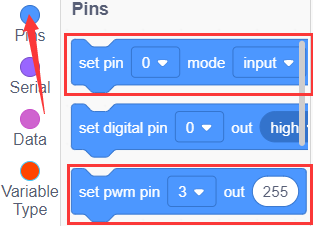 Pins
Pins
set pin 0 mode input
Serial
set digital pin 0 out high
Data
set pwm pin 3 out 255
Variable
Type